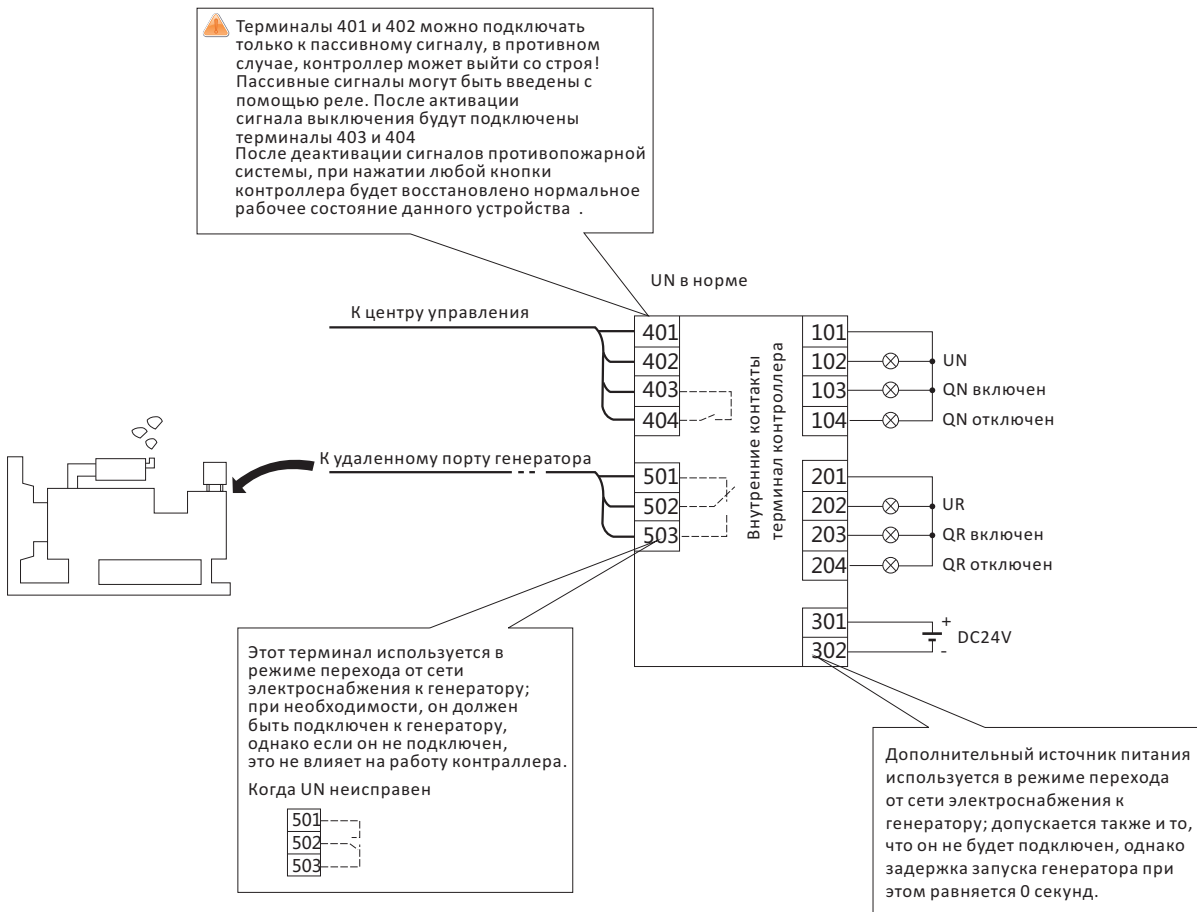 Терминалы 401 и 402 можно подключать
только к пассивному сигналу, в противном
случае, контроллер может выйти со строя!
Пассивные сигналы могут быть введены с
помощью реле. После активации
сигнала выключения будут подключены
терминалы 403 и 404
После деактивации сигналов противопожарной
системы, при нажатии любой кнопки
контроллера будет восстановлено нормальное
рабочее состояние данного устройства .
UN в норме
К центру управления
401
402
403
404
К удаленному порту генератора
501
502
503
Внутренние контакты
терминал контроллера
101
102
103
104
UN
QN включен
QN отключен
201
202
203
204
UR
QR включен
QR отключен
301
302
+
-
DC24V
Этот терминал используется в
режиме перехода от сети
электроснабжения к генератору;
при необходимости, он должен
быть подключен к генератору,
однако если он не подключен,
это не влияет на работу контраллера.
Когда UN неисправен
501
502
503
Дополнительный источник питания
используется в режиме перехода
от сети электроснабжения к
генератору; допускается также и то,
что он не будет подключен, однако
задержка запуска генератора при
этом равняется 0 секунд.